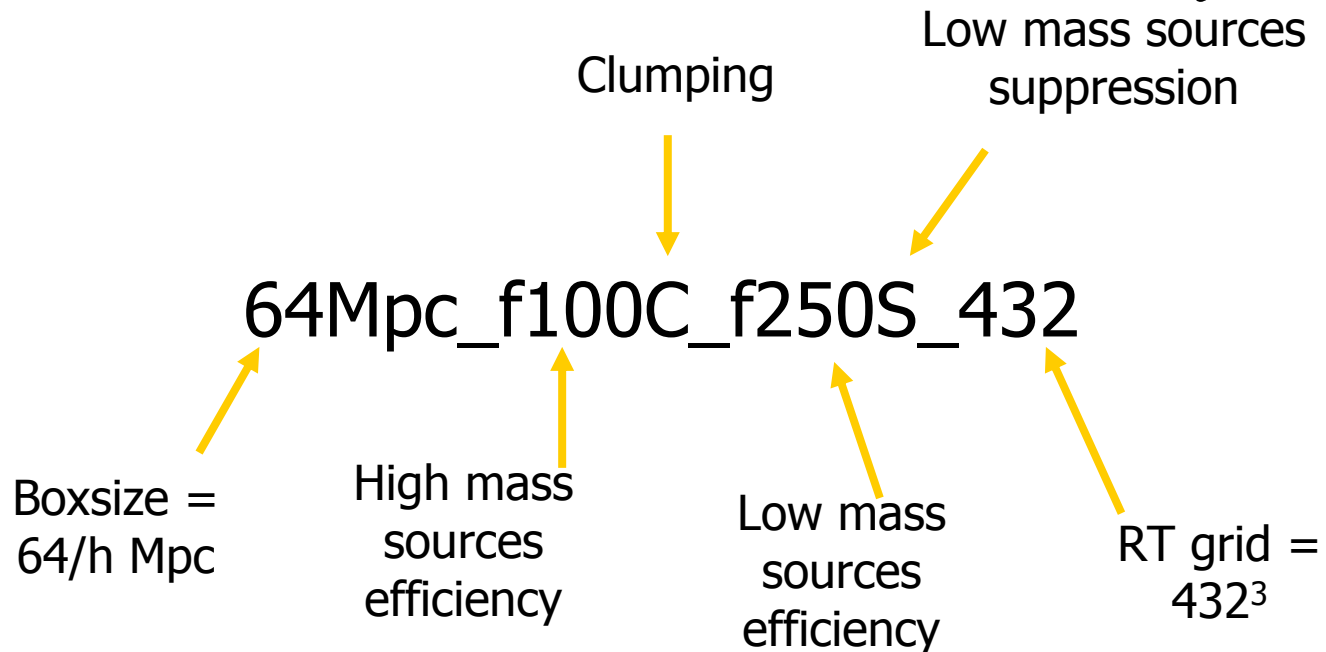 Low mass sources
suppression
Clumping
64Mpc_f100C_f250S_432
Boxsize =
64/h Mpc
High mass
sources
efficiency
Low mass
sources
efficiency
RT grid =
432³